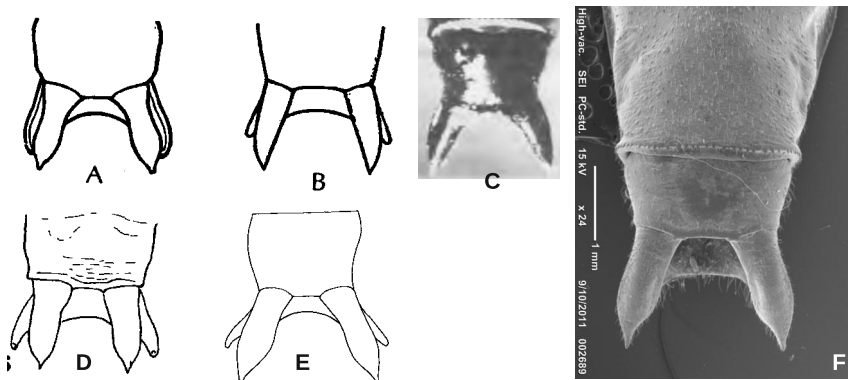 A
B
C
D
E
F
High-vac. SEI PC-std. 15 kV x 24 9/10/2011 002689
1 mm